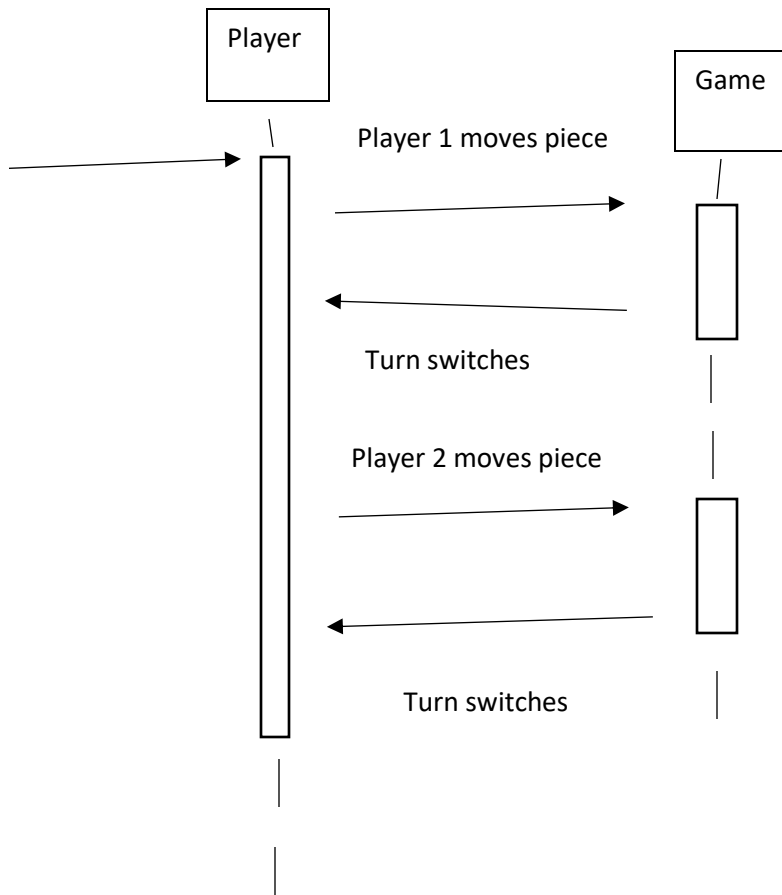 Player
Game
Player 1 moves piece
Turn switches
Player 2 moves piece
Turn switches